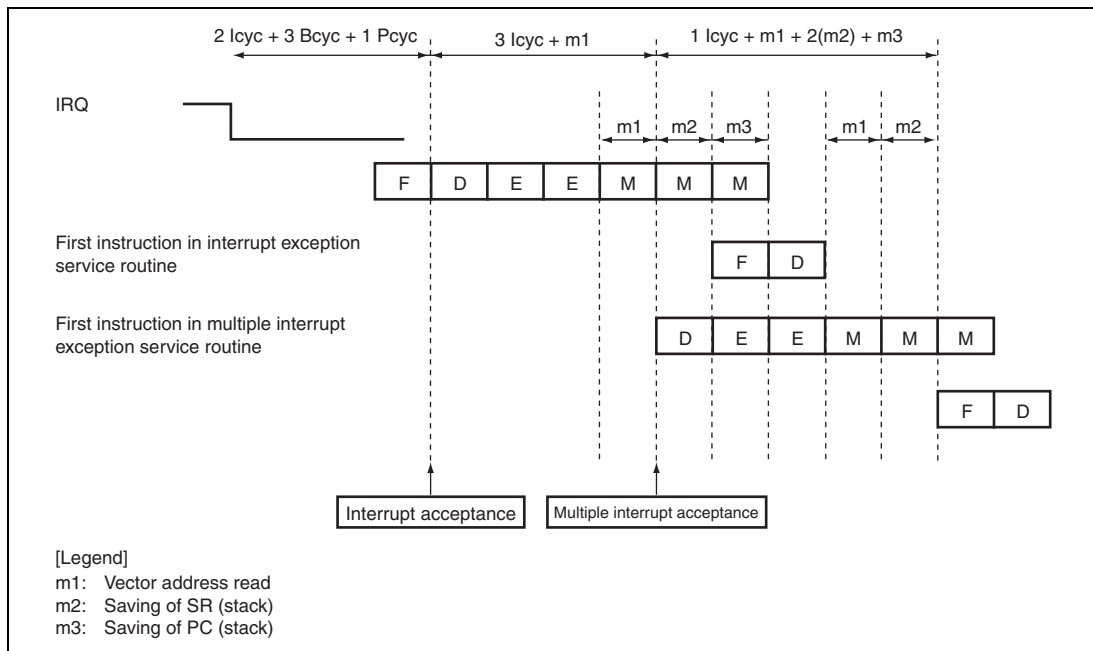 2 Icyc + 3 Bcyc + 1 Pcyc 3 Icyc + m1 1 Icyc + m1 + 2(m2) + m3
IRQ
m1 m2 m3 m1 m2
F D E E M M M
First instruction in interrupt exception
service routine
F D
First instruction in multiple interrupt
exception service routine
D E E M M M
F D
Interrupt acceptance Multiple interrupt acceptance
[Legend]
m1: Vector address read
m2: Saving of SR (stack)
m3: Saving of PC (stack)